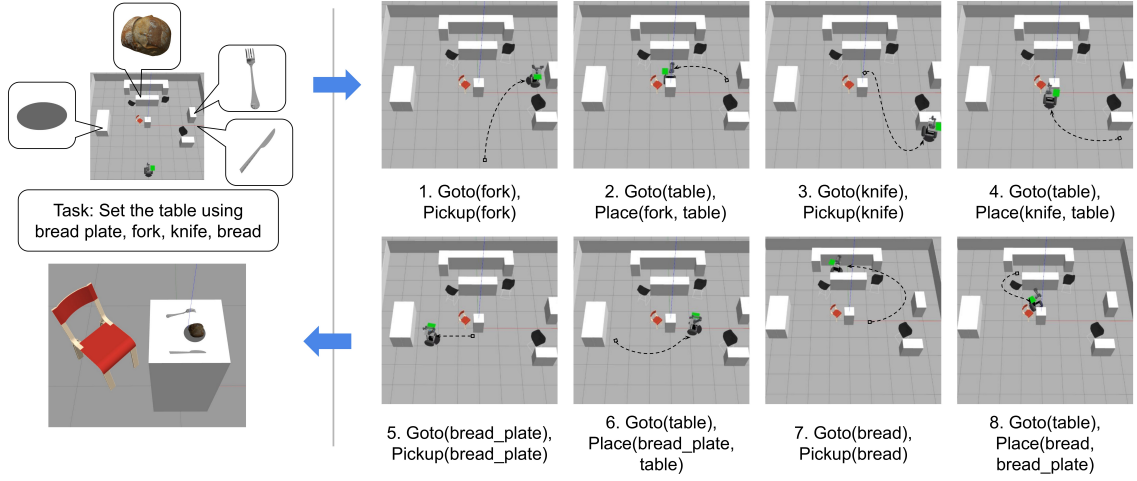 Task: Set the table using
bread plate, fork, knife, bread
1. Goto(fork),
Pickup(fork)
2. Goto(table),
Place(fork, table)
3. Goto(knife),
Pickup(knife)
4. Goto(table),
Place(knife, table)
5. Goto(bread_plate),
Pickup(bread_plate)
6. Goto(table),
Place(bread_plate,
table)
7. Goto(bread),
Pickup(bread)
8. Goto(table),
Place(bread,
bread_plate)